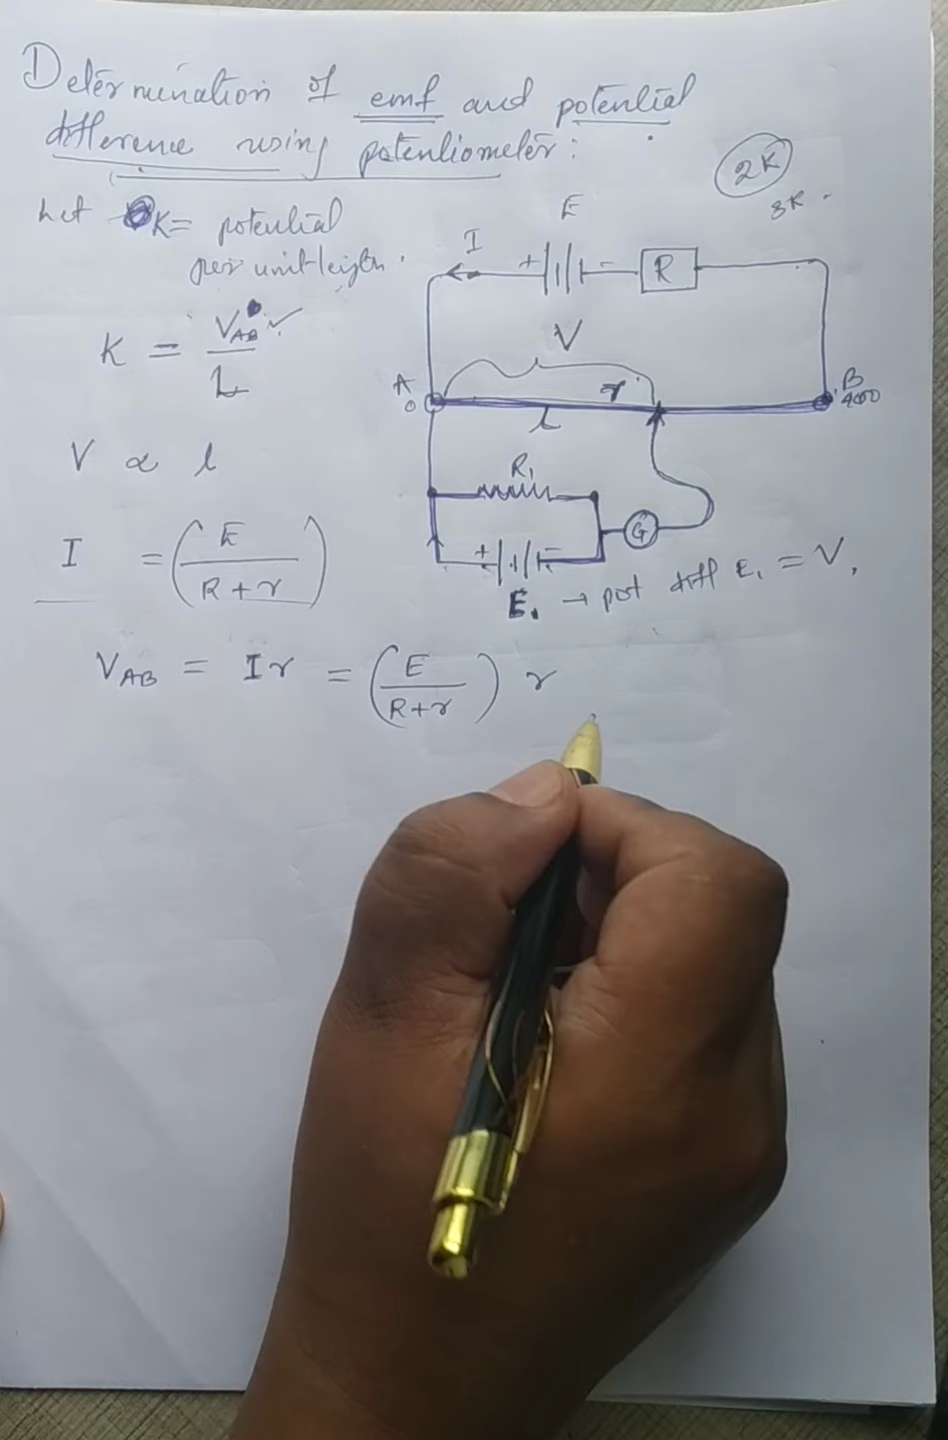 Determination of emf and potential
difference using potentiometer:
Let K = potential
per unit length.
K = V_AB / L
V ∝ l
I = (E / R + r)
V_AB = Ir = (E / R + r) r
2K
E
I
+ - R
V
A
0
r
B
400
l
R₁
G
+ -
E₁ → pot diff E₁ = V₁